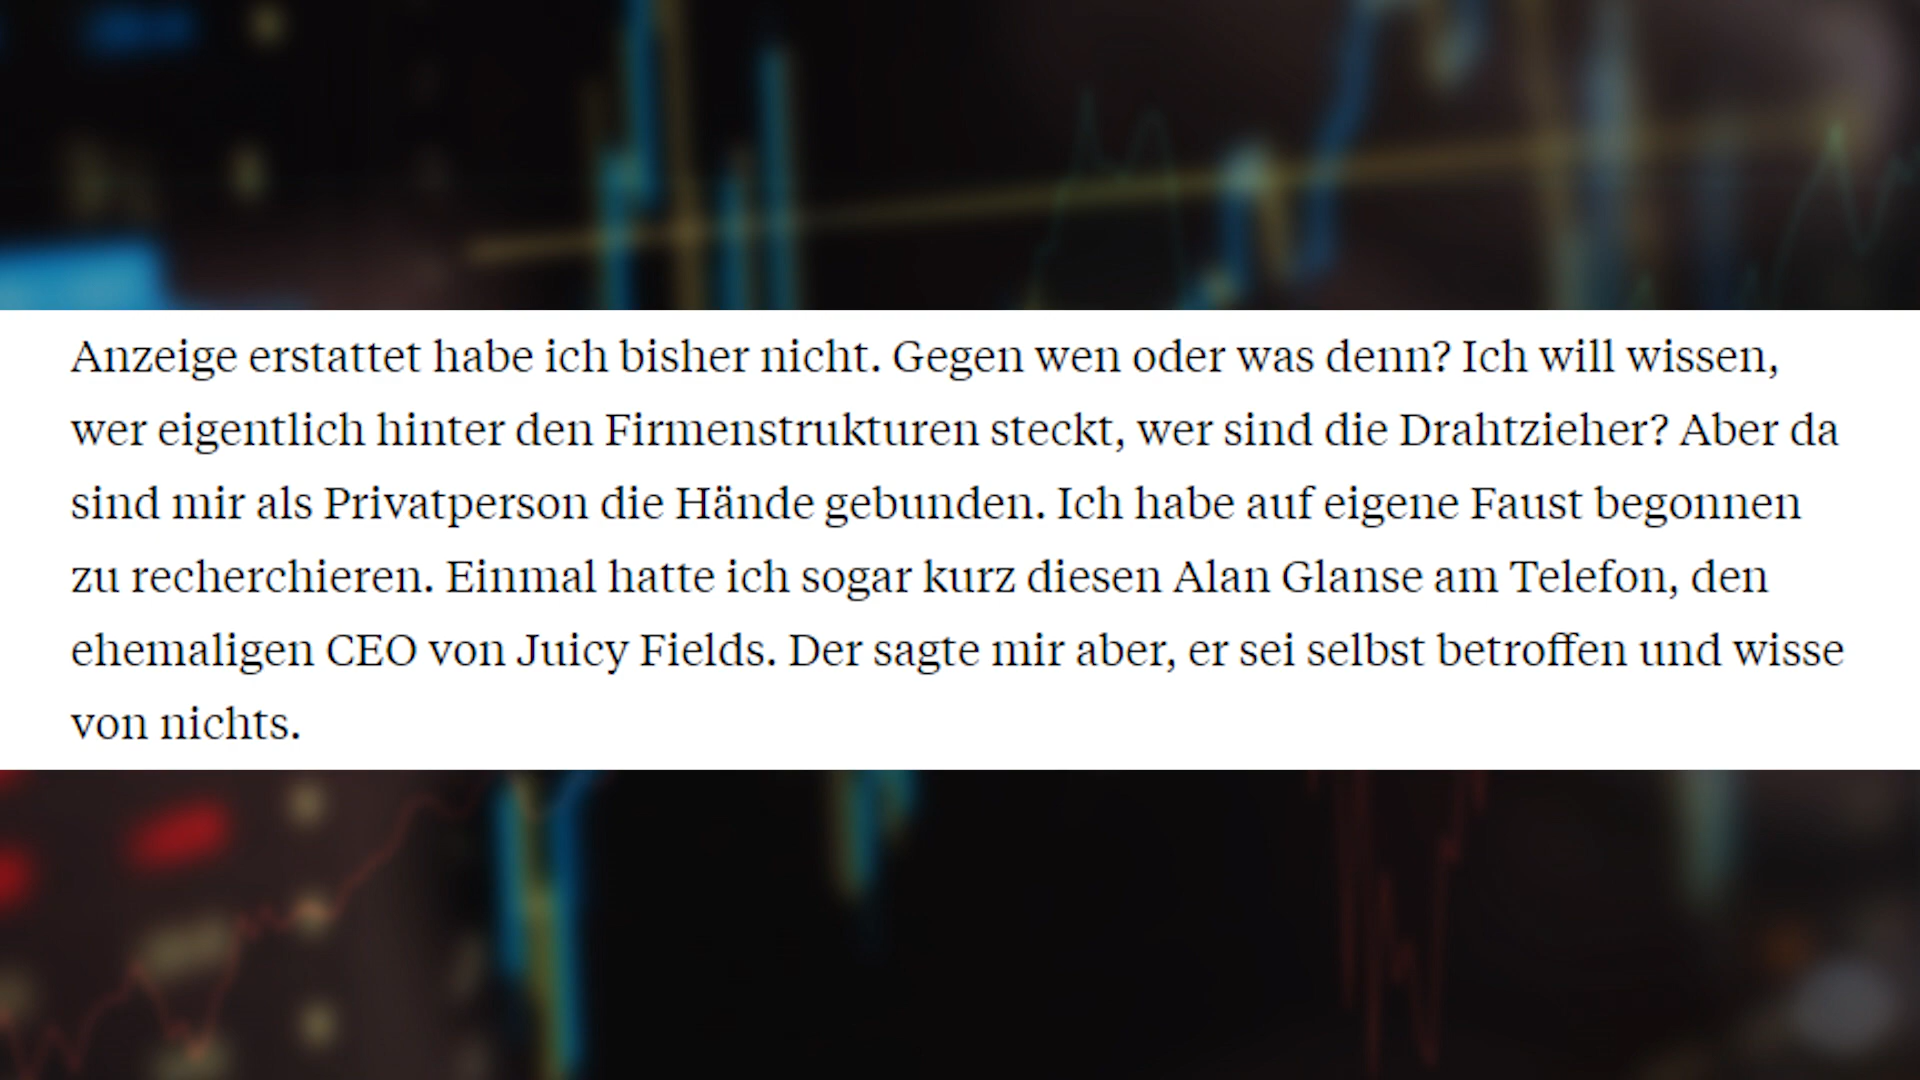 Anzeige erstattet habe ich bisher nicht. Gegen wen oder was denn? Ich will wissen,
wer eigentlich hinter den Firmenstrukturen steckt, wer sind die Drahtzieher? Aber da
sind mir als Privatperson die Hände gebunden. Ich habe auf eigene Faust begonnen
zu recherchieren. Einmal hatte ich sogar kurz diesen Alan Glanse am Telefon, den
ehemaligen CEO von Juicy Fields. Der sagte mir aber, er sei selbst betroffen und wisse
von nichts.